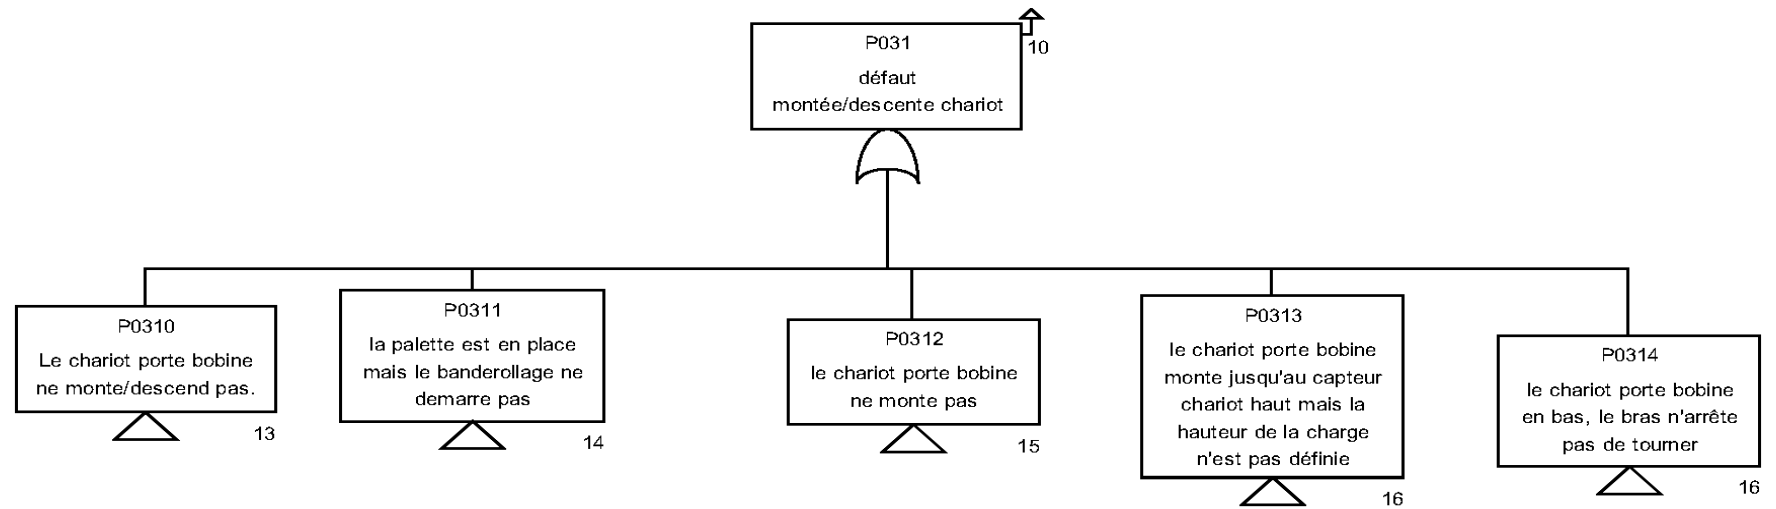 P031
défaut
montée/descente chariot
10
P0310
Le chariot porte bobine
ne monte/descend pas.
13
P0311
la palette est en place
mais le banderollage ne
demarre pas
14
P0312
le chariot porte bobine
ne monte pas
15
P0313
le chariot porte bobine
monte jusqu'au capteur
chariot haut mais la
hauteur de la charge
n'est pas définie
16
P0314
le chariot porte bobine
en bas, le bras n'arrête
pas de tourner
16